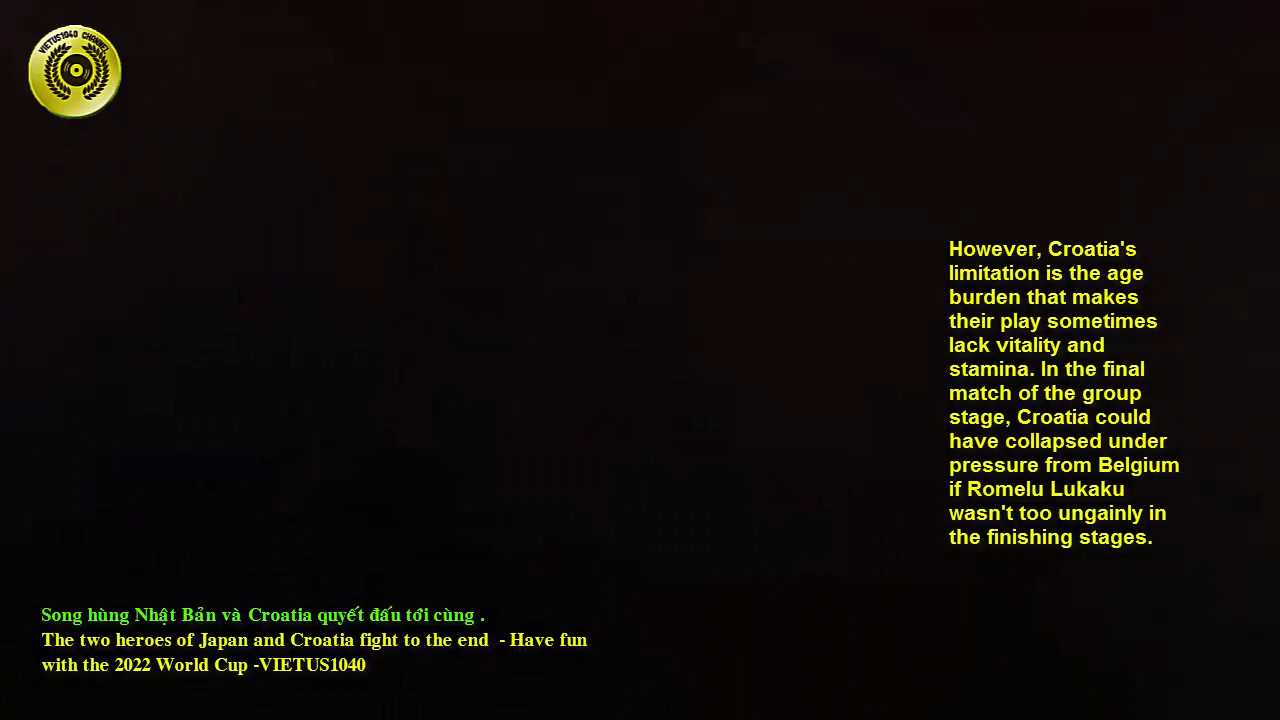 VIETUS1040 CHANNEL
However, Croatia's
limitation is the age
burden that makes
their play sometimes
lack vitality and
stamina. In the final
match of the group
stage, Croatia could
have collapsed under
pressure from Belgium
if Romelu Lukaku
wasn't too ungainly in
the finishing stages.
Song hùng Nhật Bản và Croatia quyết đấu tới cùng .
The two heroes of Japan and Croatia fight to the end - Have fun
with the 2022 World Cup -VIETUS1040